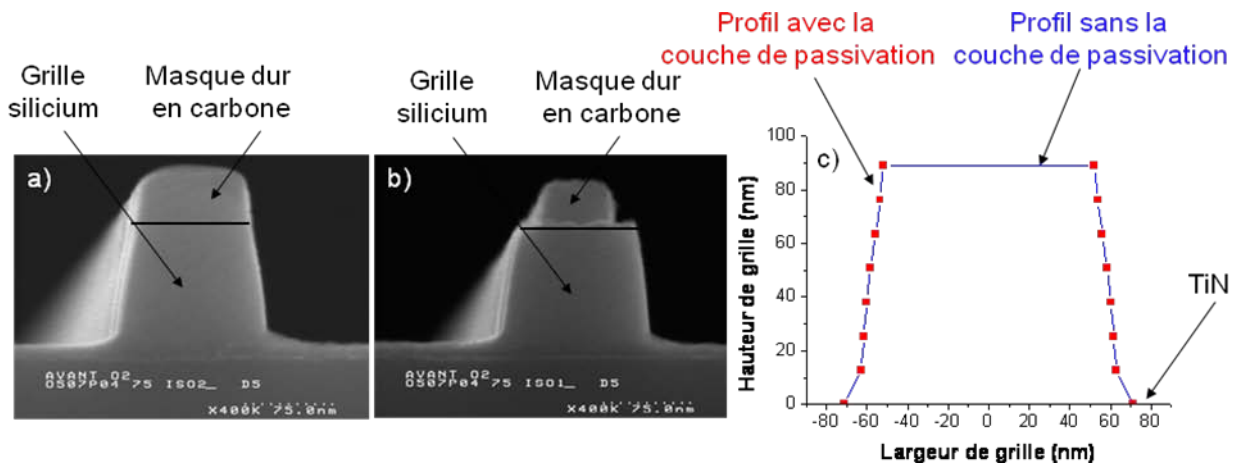 Grille
silicium
Masque dur
en carbone
a)
AVANT O2
OS07P04 75 ISO2_ D5
X400k 75.0nm
Grille
silicium
Masque dur
en carbone
b)
AVANT O2
OS07P04 75 ISO1_ D5
X400k 75.0nm
Profil avec la
couche de passivation
Profil sans la
couche de passivation
c)
TiN
Hauteur de grille (nm)
100
80
60
40
20
0
-80 -60 -40 -20 0 20 40 60 80
Largeur de grille (nm)